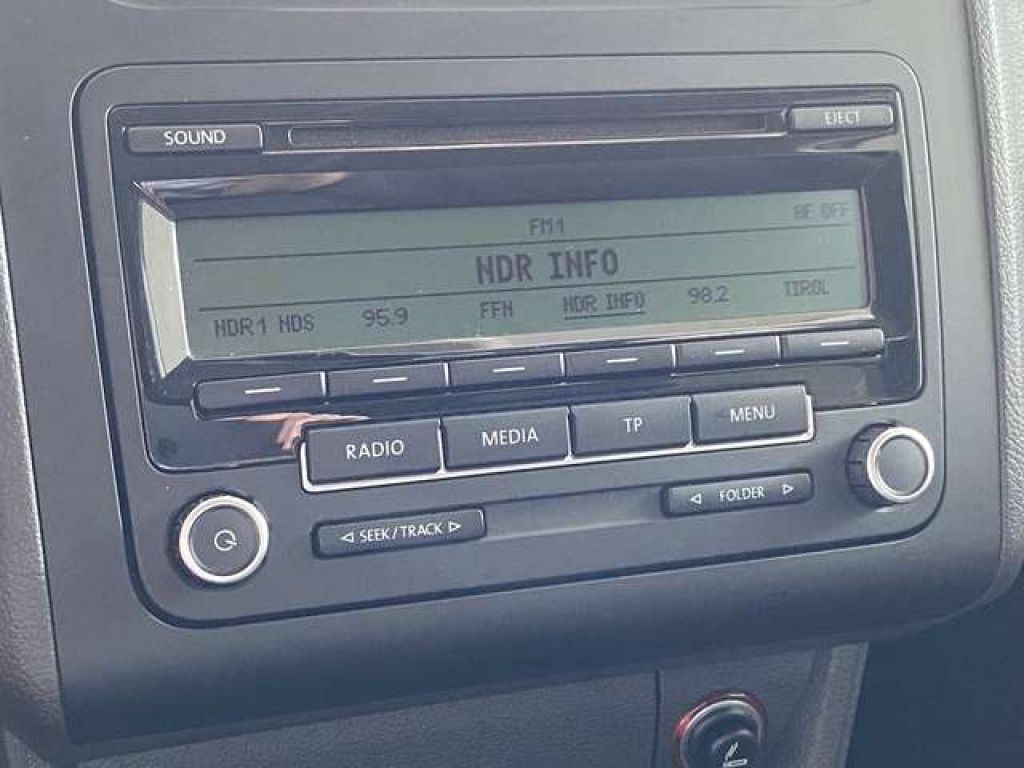 SOUND EJECT
FM1 AF OFF
NDR INFO
NDR1 NDS 95.9 FFN NDR INFO 98.2 TIROL
RADIO MEDIA TP MENU
SEEK/TRACK FOLDER